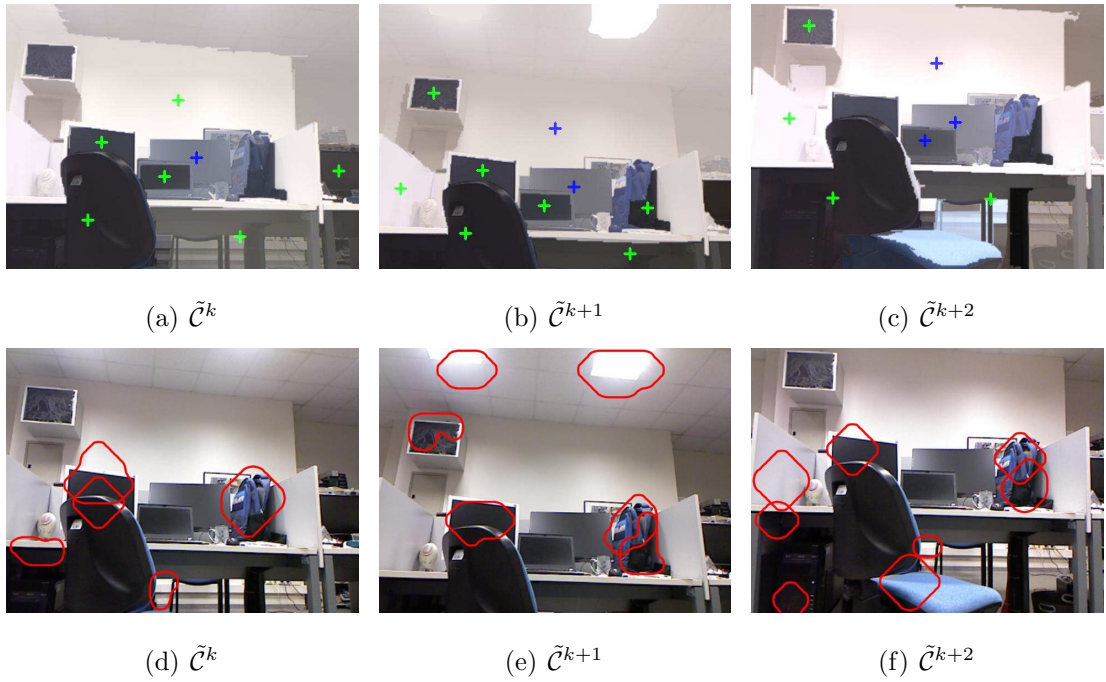 (a) C̃^k
(b) C̃^{k+1}
(c) C̃^{k+2}
(d) C̃^k
(e) C̃^{k+1}
(f) C̃^{k+2}